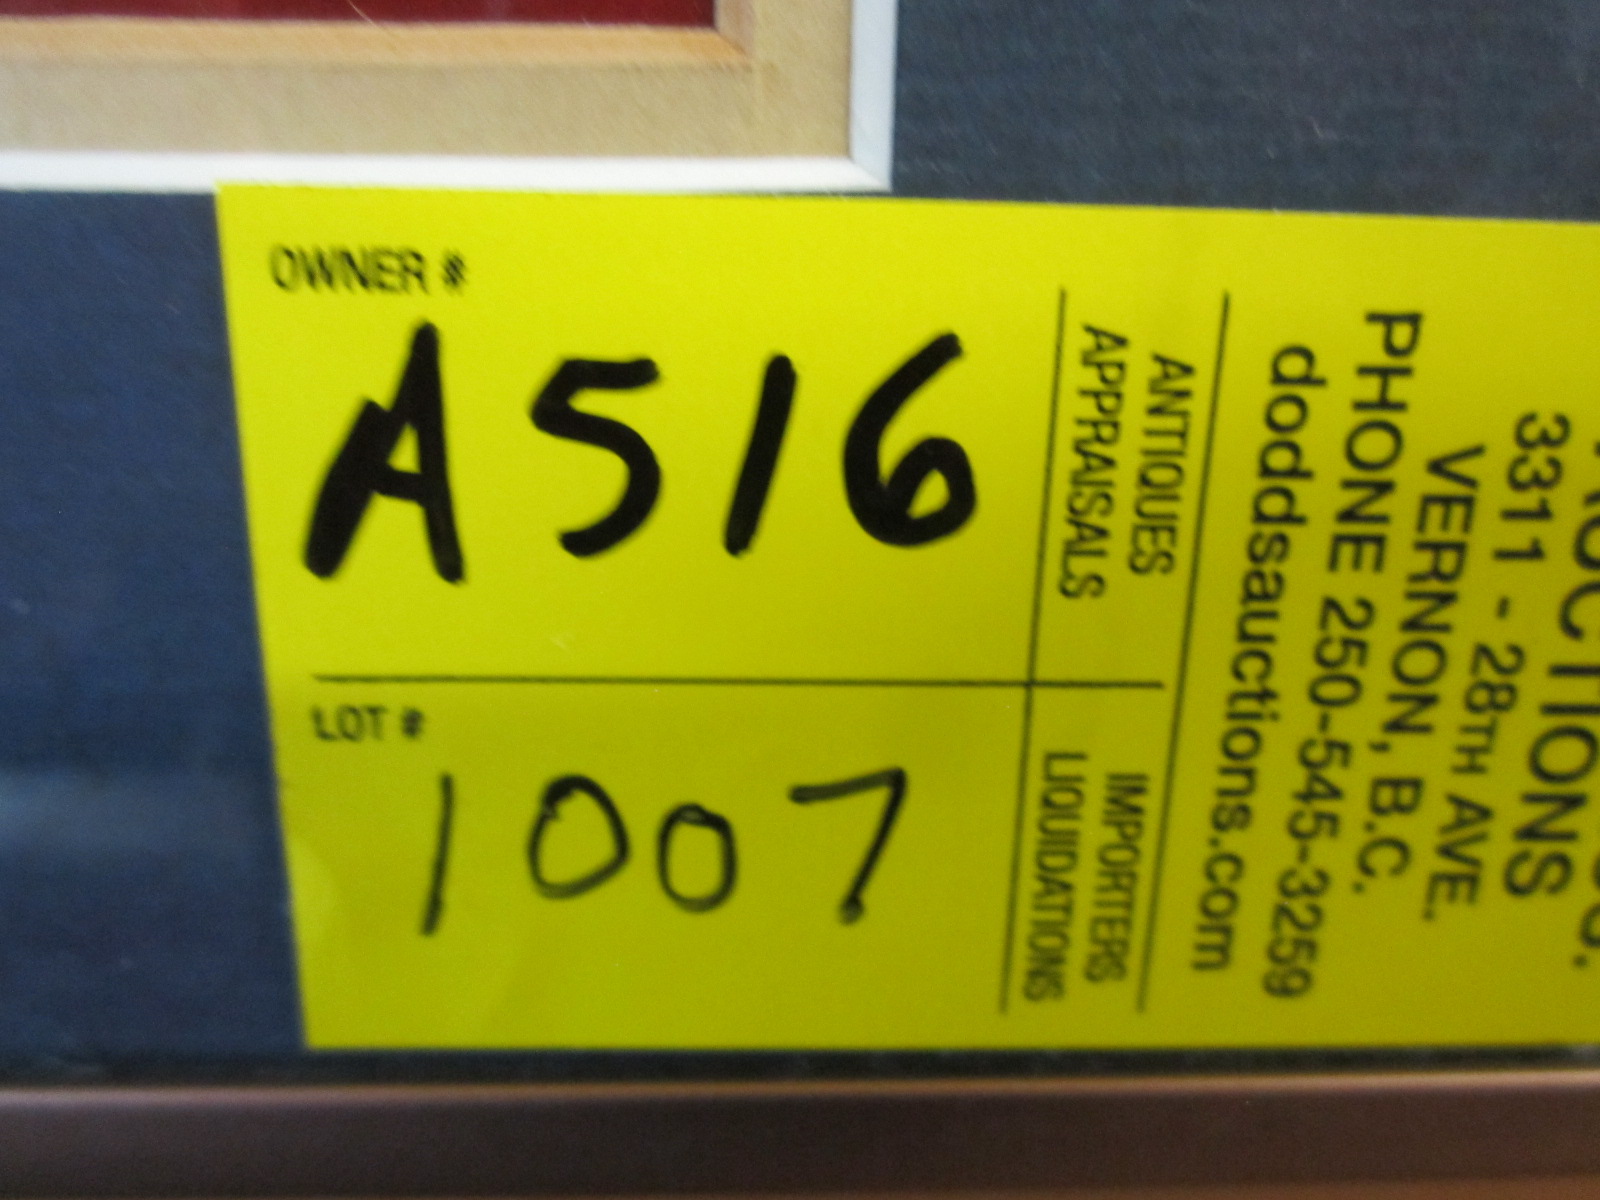 OWNER #
A516
LOT #
1007
ANTIQUES
APPRAISALS
IMPORTERS
LIQUIDATIONS
3311 - 28TH AVE.
VERNON, B.C.
PHONE 250-545-3259
doddsauctions.com